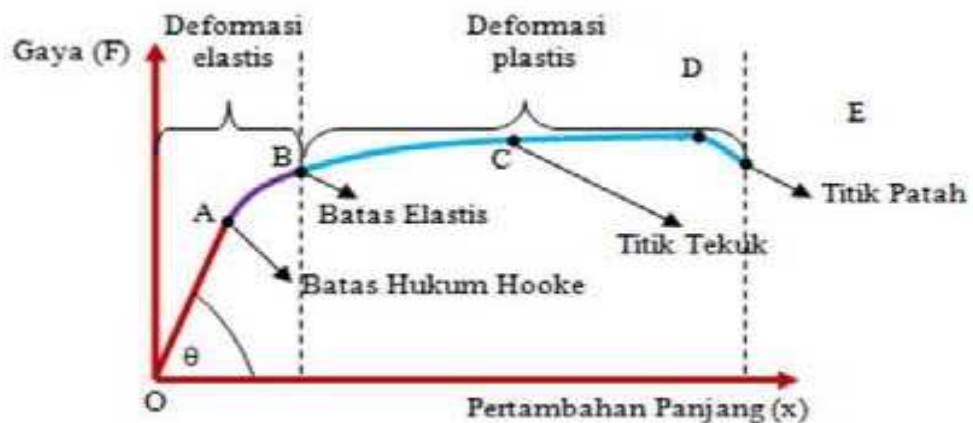 Deformasi
elastis
Deformasi
plastis
Gaya (F)
D
E
B
C
Titik Patah
A
Batas Elastis
Titik Tekuk
Batas Hukum Hooke
θ
O
Pertambahan Panjang (x)